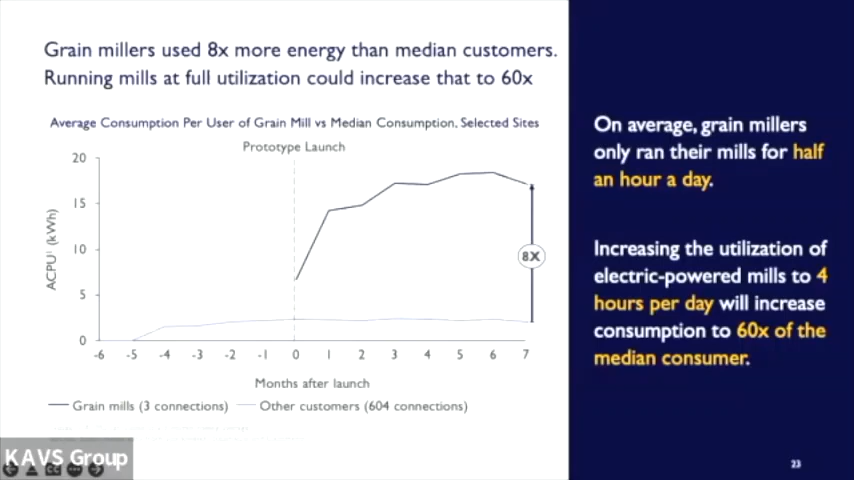 Grain millers used 8x more energy than median customers.
Running mills at full utilization could increase that to 60x
Average Consumption Per User of Grain Mill vs Median Consumption, Selected Sites
Prototype Launch
ACPU¹ (kWh)
20
15
10
5
0
8X
-6 -5 -4 -3 -2 -1 0 1 2 3 4 5 6 7
Months after launch
Grain mills (3 connections) Other customers (604 connections)
On average, grain millers
only ran their mills for half
an hour a day.
Increasing the utilization of
electric-powered mills to 4
hours per day will increase
consumption to 60x of the
median consumer.
KAVS Group
23